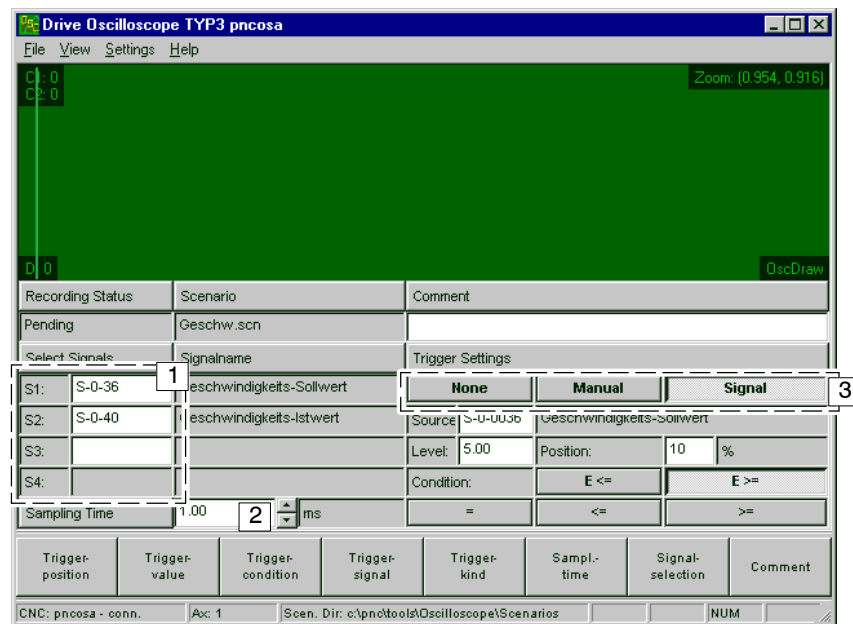 Drive Oscilloscope TYP3 pncosa
File View Settings Help
C1: 0
C2: 0
Zoom: (0.954, 0.916)
D: 0
OscDraw
Recording Status Scenario Comment
Pending Geschw.scn
Select Signals Signalname Trigger Settings
1
S1: S-0-36 Geschwindigkeits-Sollwert None Manual Signal
3
S2: S-0-40 Geschwindigkeits-Istwert Source S-0-0036 Geschwindigkeits-Sollwert
S3: Level: 5.00 Position: 10 %
S4: Condition: E <= E >=
Sampling Time 1.00 2 ms = <= >=
Trigger- Trigger- Trigger- Trigger- Trigger- Sampl.- Signal- Comment
position value condition signal kind time selection
CNC: pncosa - conn. Ax: 1 Scen. Dir: c:\pnc\tools\Oscilloscope\Scenarios NUM